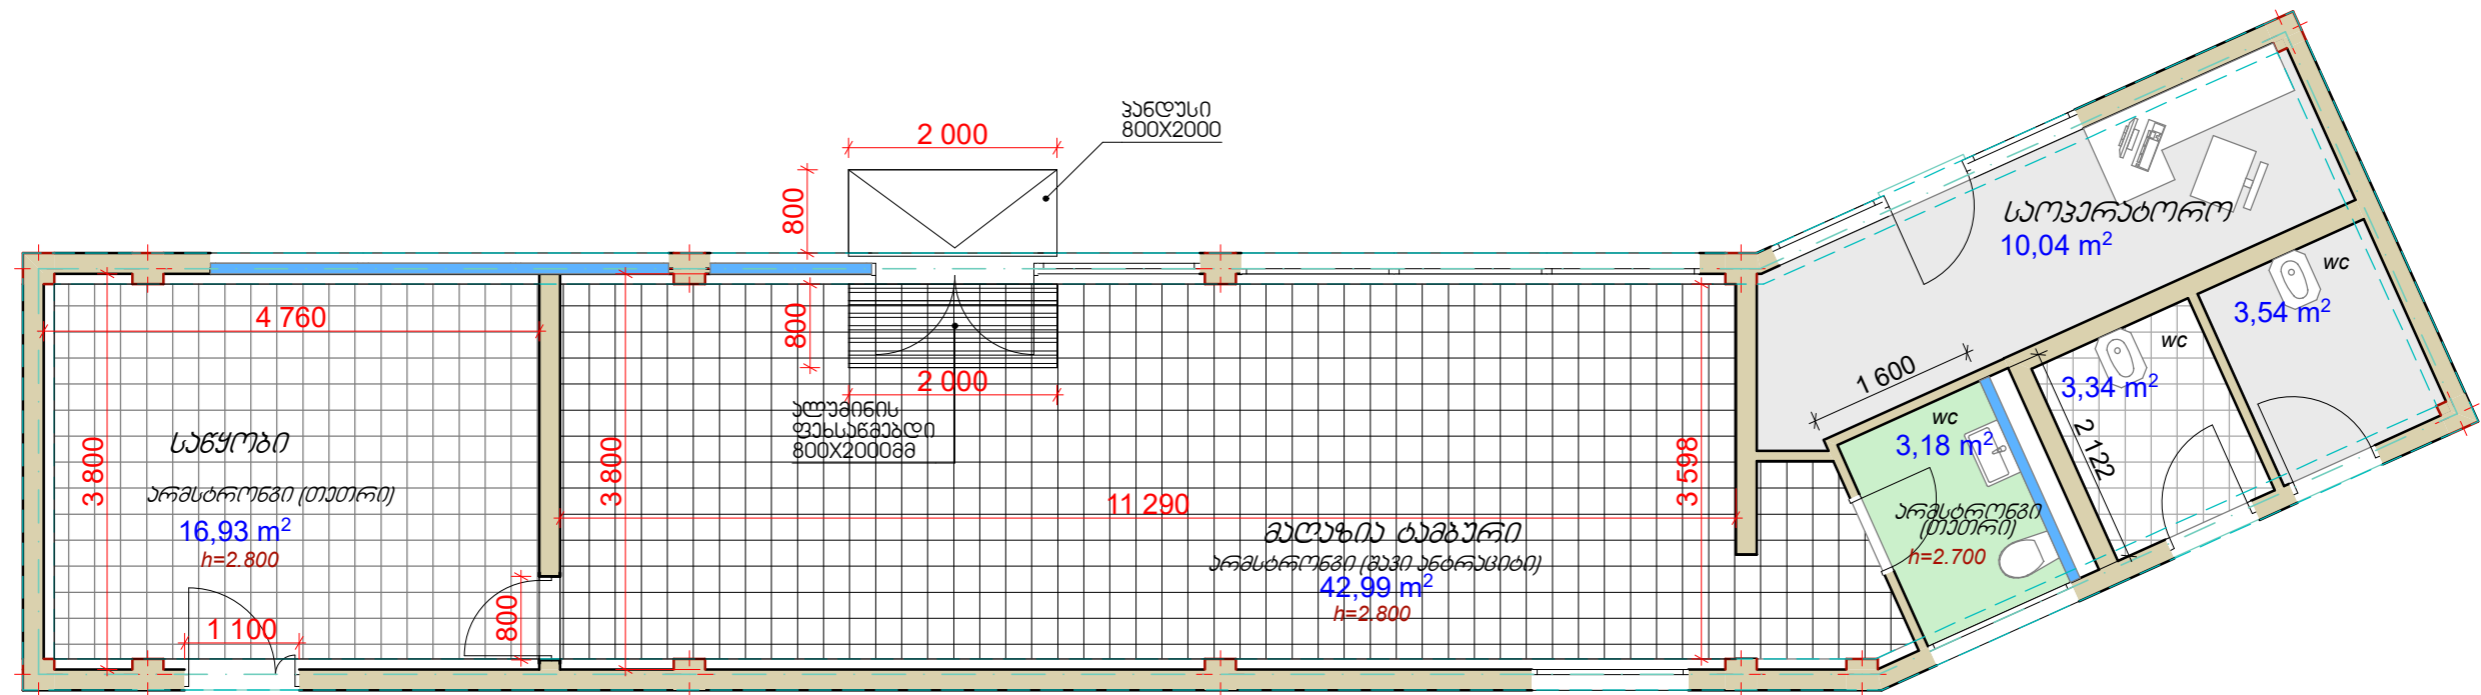 პანდუსი
800X2000
2 000
800
საოპერატორო
10,04 m²
wc
3,54 m²
wc
3,34 m²
1 600
2 122
wc
3,18 m²
არმსტრონგი
(თეთრი)
h=2.700
4 760
800
2 000
ალუმინის
ფეხსაწმენდი
800X2000მმ
საწყობი
3 800
არმსტრონგი (თეთრი)
16,93 m²
h=2.800
1 100
800
3 800
11 290
3 598
მაღაზია ტამბური
არმსტრონგი (შავი ანტრაციტი)
42,99 m²
h=2.800